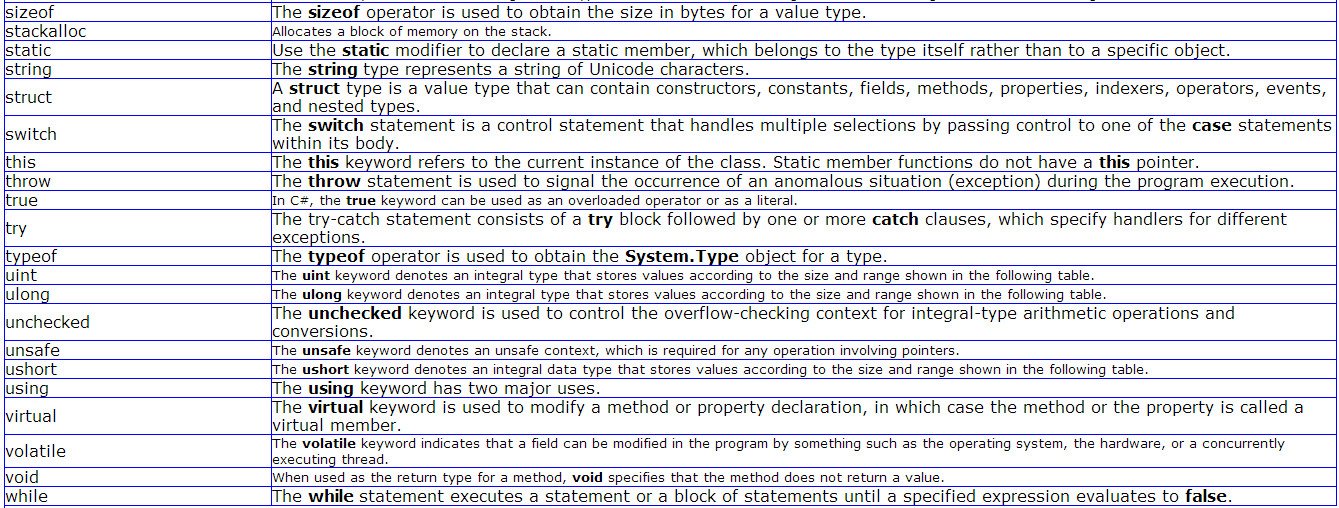 sizeof The sizeof operator is used to obtain the size in bytes for a value type.
stackalloc Allocates a block of memory on the stack.
static Use the static modifier to declare a static member, which belongs to the type itself rather than to a specific object.
string The string type represents a string of Unicode characters.
struct A struct type is a value type that can contain constructors, constants, fields, methods, properties, indexers, operators, events,
and nested types.
switch The switch statement is a control statement that handles multiple selections by passing control to one of the case statements
within its body.
this The this keyword refers to the current instance of the class. Static member functions do not have a this pointer.
throw The throw statement is used to signal the occurrence of an anomalous situation (exception) during the program execution.
true In C#, the true keyword can be used as an overloaded operator or as a literal.
try The try-catch statement consists of a try block followed by one or more catch clauses, which specify handlers for different
exceptions.
typeof The typeof operator is used to obtain the System.Type object for a type.
uint The uint keyword denotes an integral type that stores values according to the size and range shown in the following table.
ulong The ulong keyword denotes an integral type that stores values according to the size and range shown in the following table.
unchecked The unchecked keyword is used to control the overflow-checking context for integral-type arithmetic operations and
conversions.
unsafe The unsafe keyword denotes an unsafe context, which is required for any operation involving pointers.
ushort The ushort keyword denotes an integral data type that stores values according to the size and range shown in the following table.
using The using keyword has two major uses.
virtual The virtual keyword is used to modify a method or property declaration, in which case the method or the property is called a
virtual member.
volatile The volatile keyword indicates that a field can be modified in the program by something such as the operating system, the hardware, or a concurrently
executing thread.
void When used as the return type for a method, void specifies that the method does not return a value.
while The while statement executes a statement or a block of statements until a specified expression evaluates to false.